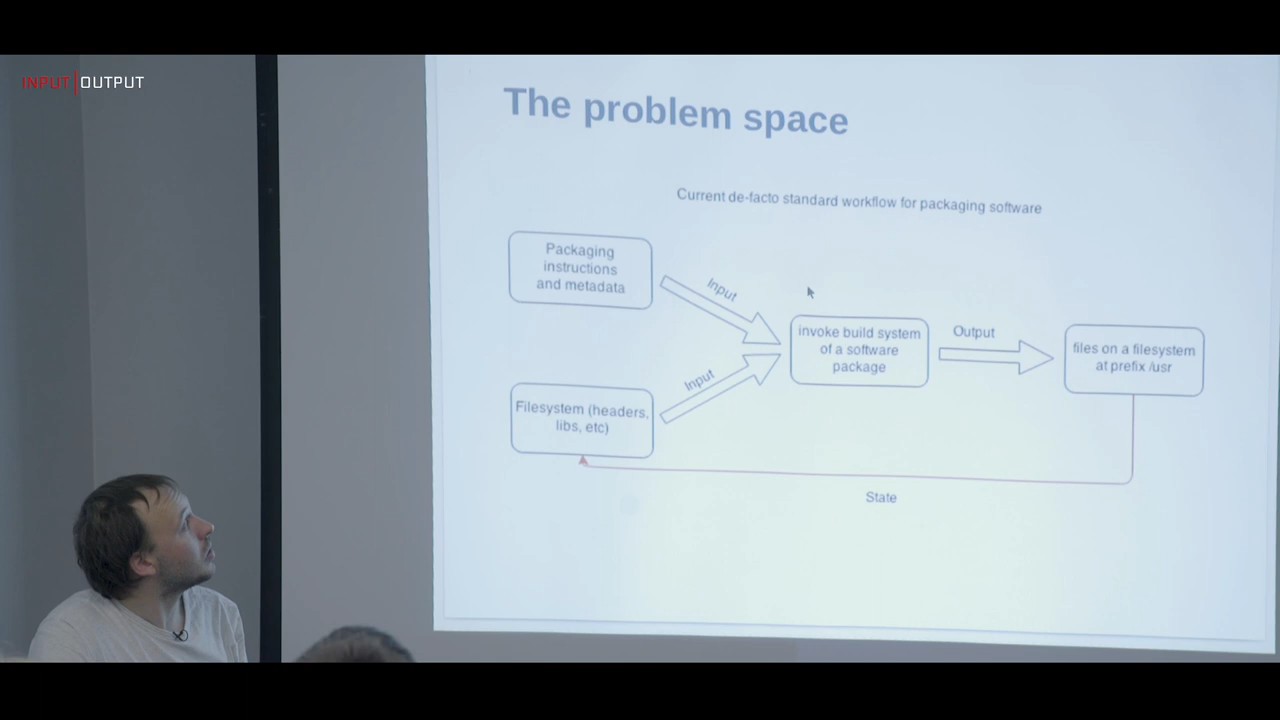 INPUT|OUTPUT
The problem space
Current de-facto standard workflow for packaging software
Packaging
instructions
and metadata
Input
invoke build system
of a software
package
Output
files on a filesystem
at prefix /usr
Input
Filesystem (headers,
libs, etc)
State